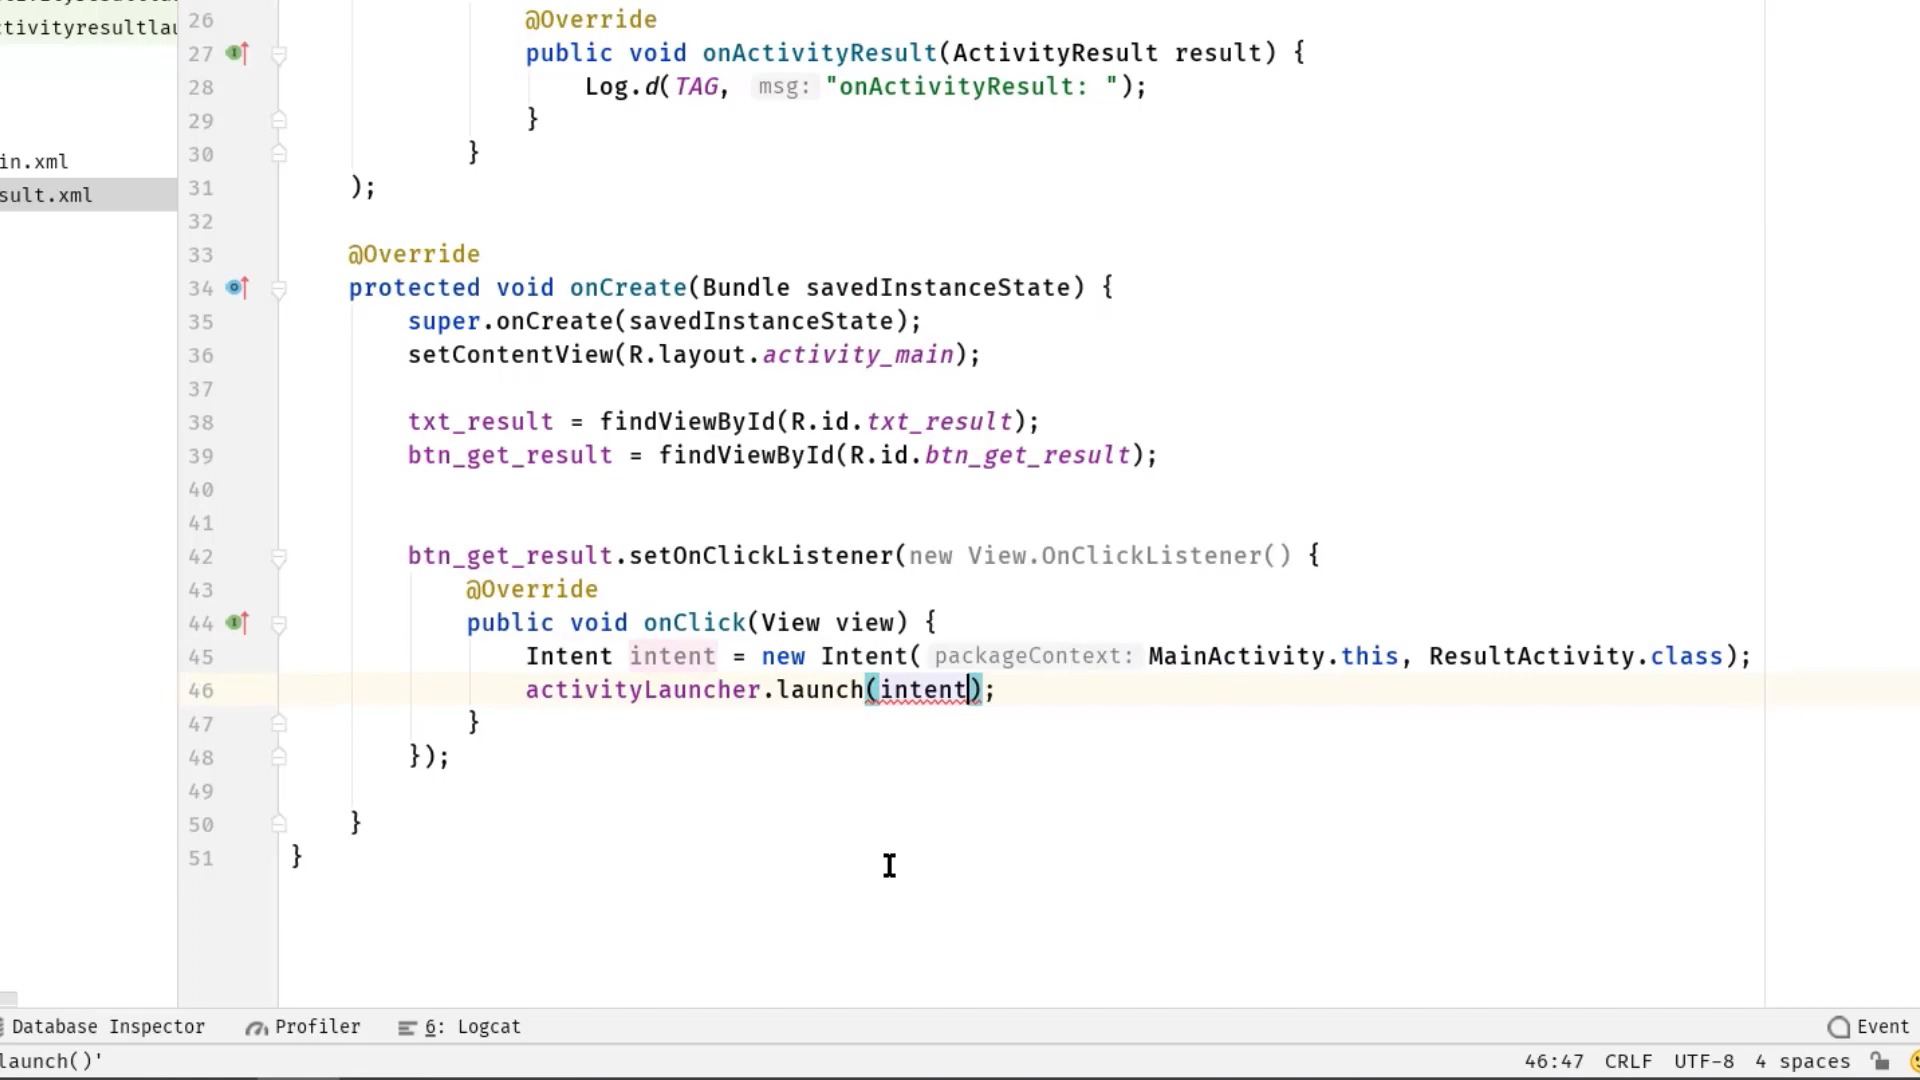 ctivityresultlau
in.xml
sult.xml
26 @Override
27 public void onActivityResult(ActivityResult result) {
28 Log.d(TAG, msg: "onActivityResult: ");
29 }
30 }
31 );
32
33 @Override
34 protected void onCreate(Bundle savedInstanceState) {
35 super.onCreate(savedInstanceState);
36 setContentView(R.layout.activity_main);
37
38 txt_result = findViewById(R.id.txt_result);
39 btn_get_result = findViewById(R.id.btn_get_result);
40
41
42 btn_get_result.setOnClickListener(new View.OnClickListener() {
43 @Override
44 public void onClick(View view) {
45 Intent intent = new Intent( packageContext: MainActivity.this, ResultActivity.class);
46 activityLauncher.launch(intent);
47 }
48 });
49
50 }
51 }
Database Inspector Profiler 6: Logcat Event
launch()' 46:47 CRLF UTF-8 4 spaces